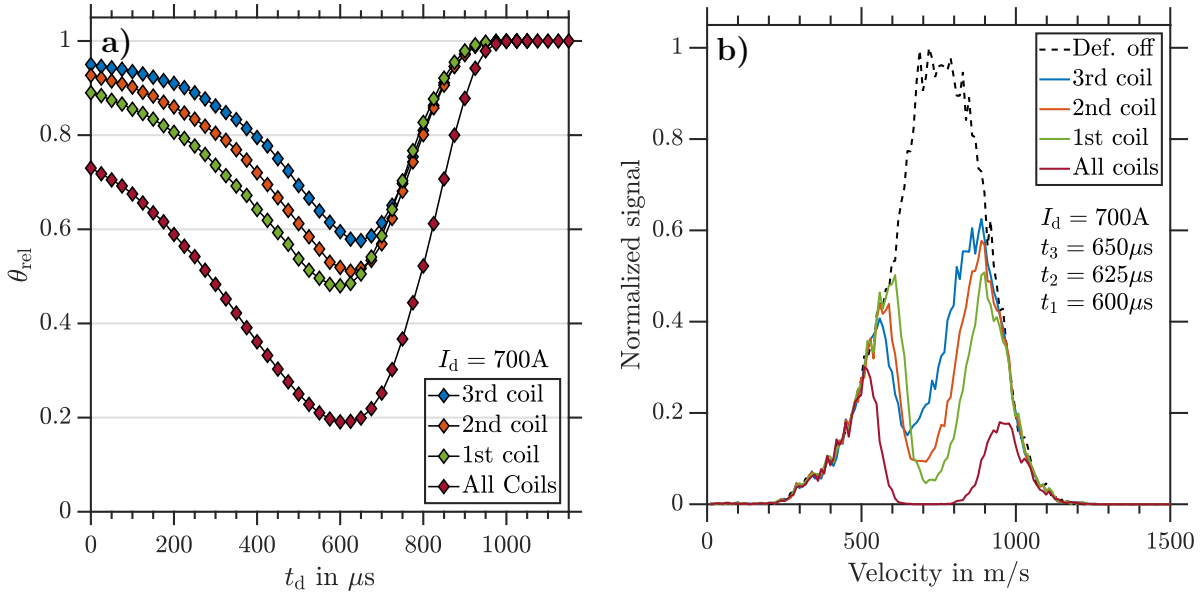 a)
1
0.8
0.6
0.4
0.2
0
θrel
0
200
400
600
800
1000
td in μs
Id = 700A
3rd coil
2nd coil
1st coil
All Coils
b)
1
0.8
0.6
0.4
0.2
0
Normalized signal
0
500
1000
1500
Velocity in m/s
Def. off
3rd coil
2nd coil
1st coil
All coils
Id = 700A
t3 = 650μs
t2 = 625μs
t1 = 600μs